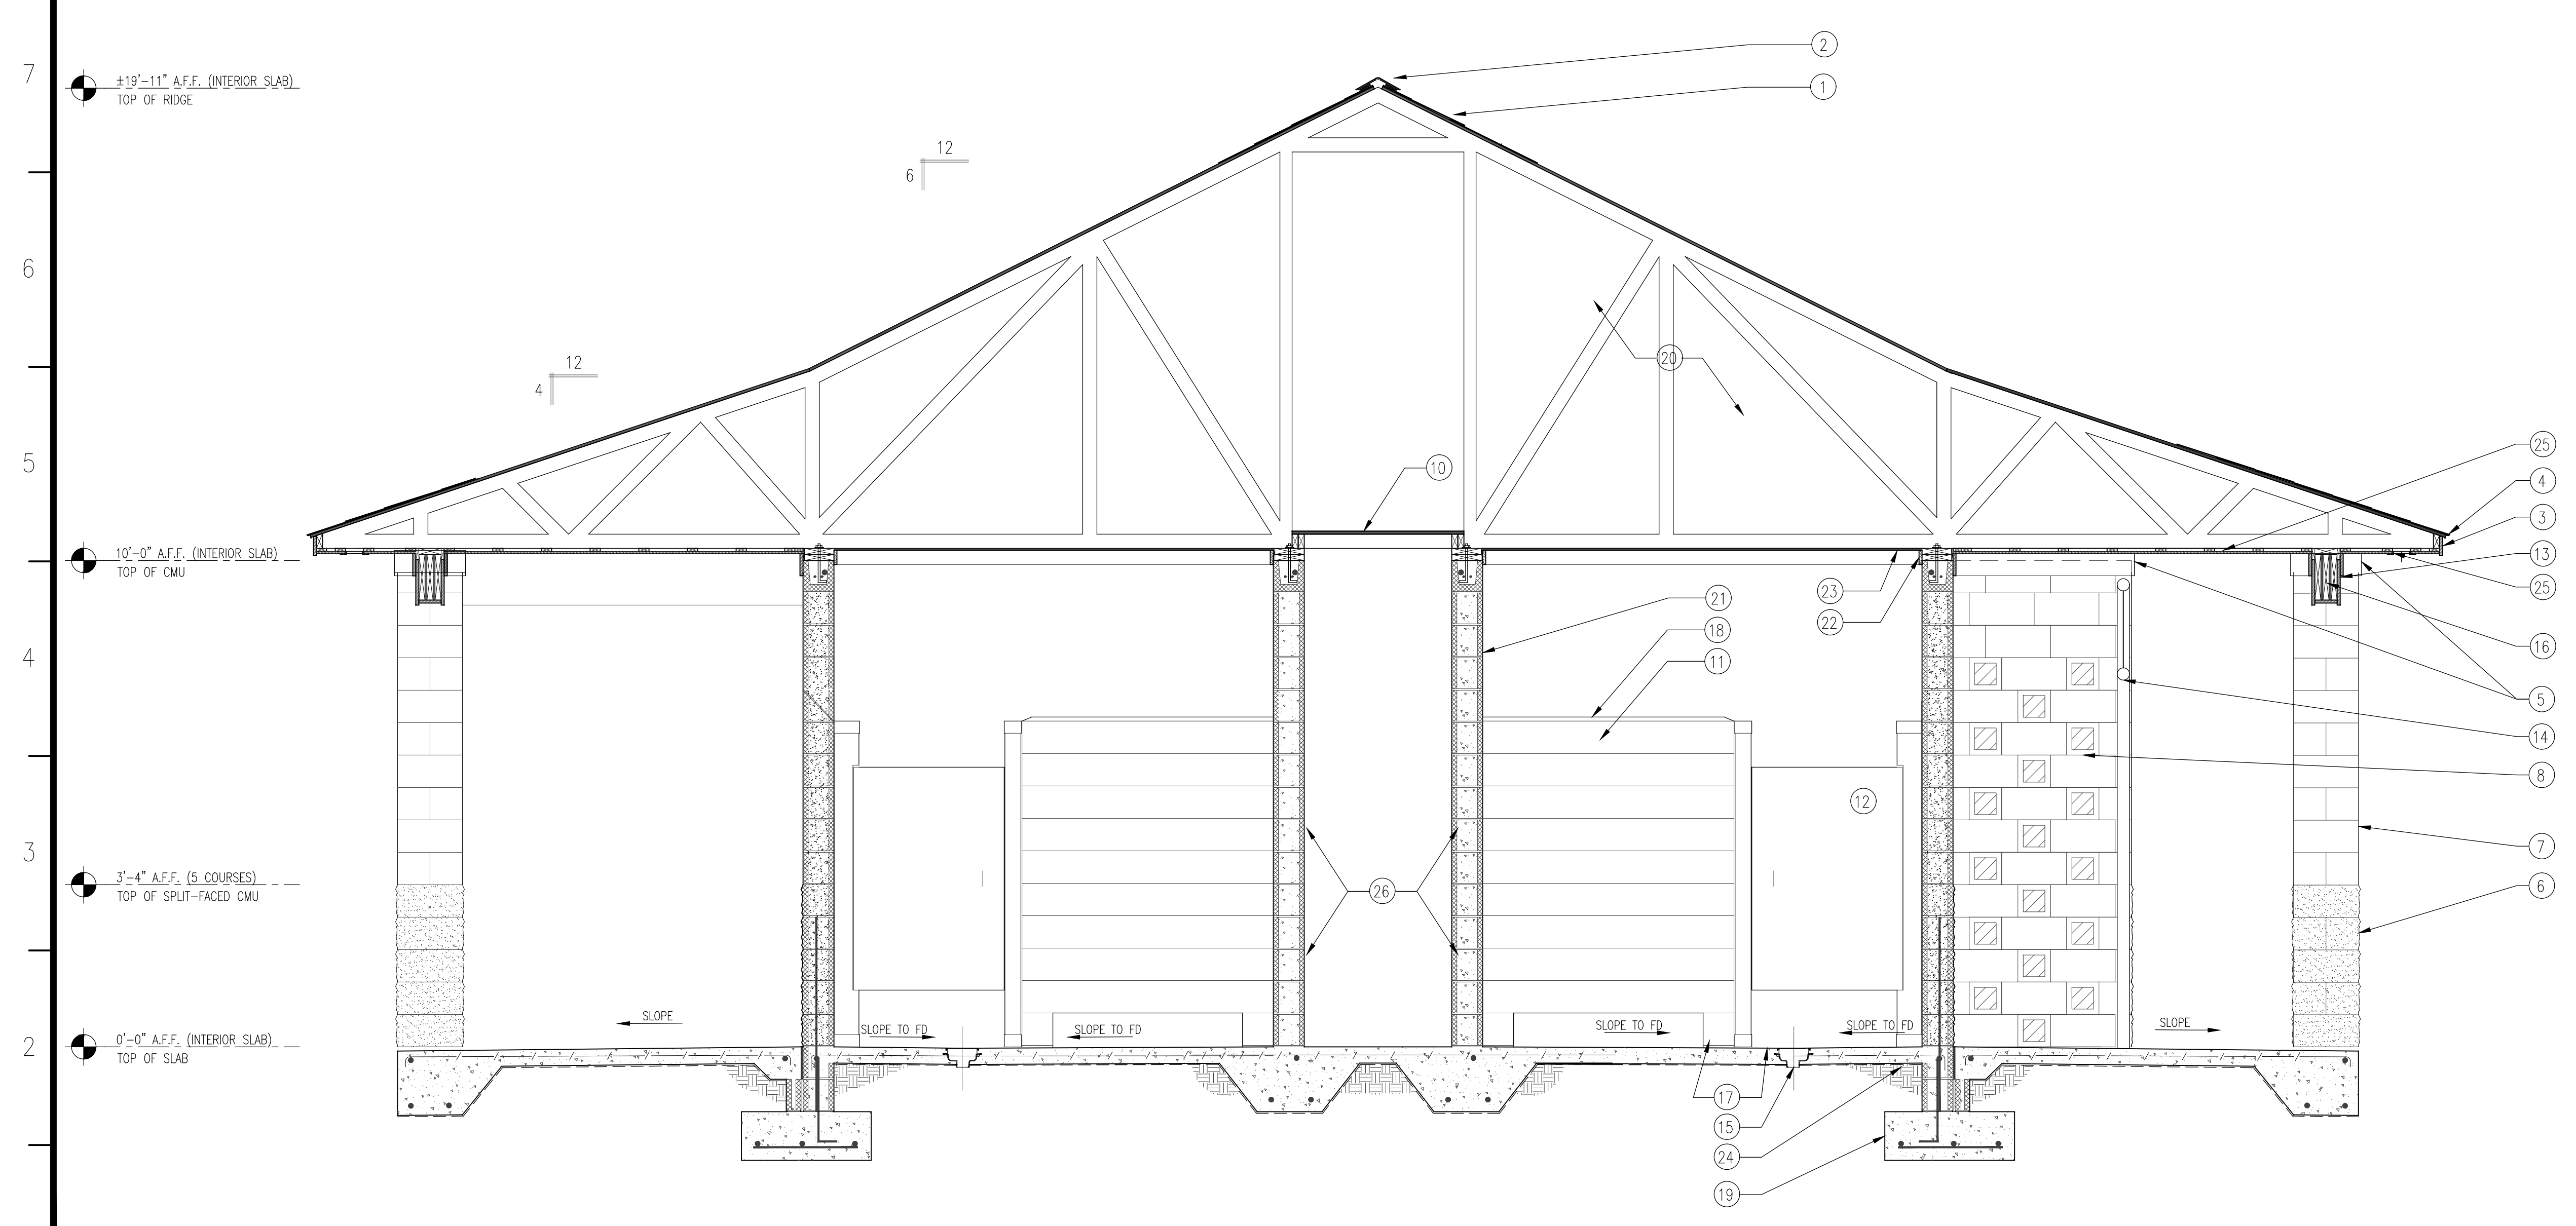 7
±19'-11" A.F.F. (INTERIOR SLAB)
TOP OF RIDGE
2
1
12
6
6
20
12
4
5
10
25
4
3
10'-0" A.F.F. (INTERIOR SLAB)
TOP OF CMU
13
25
23
22
21
18
11
16
4
5
14
8
12
7
3
3'-4" A.F.F. (5 COURSES)
TOP OF SPLIT-FACED CMU
26
6
SLOPE
SLOPE TO FD
SLOPE TO FD
SLOPE TO FD
SLOPE TO FD
SLOPE
2
0'-0" A.F.F. (INTERIOR SLAB)
TOP OF SLAB
17
15
24
19